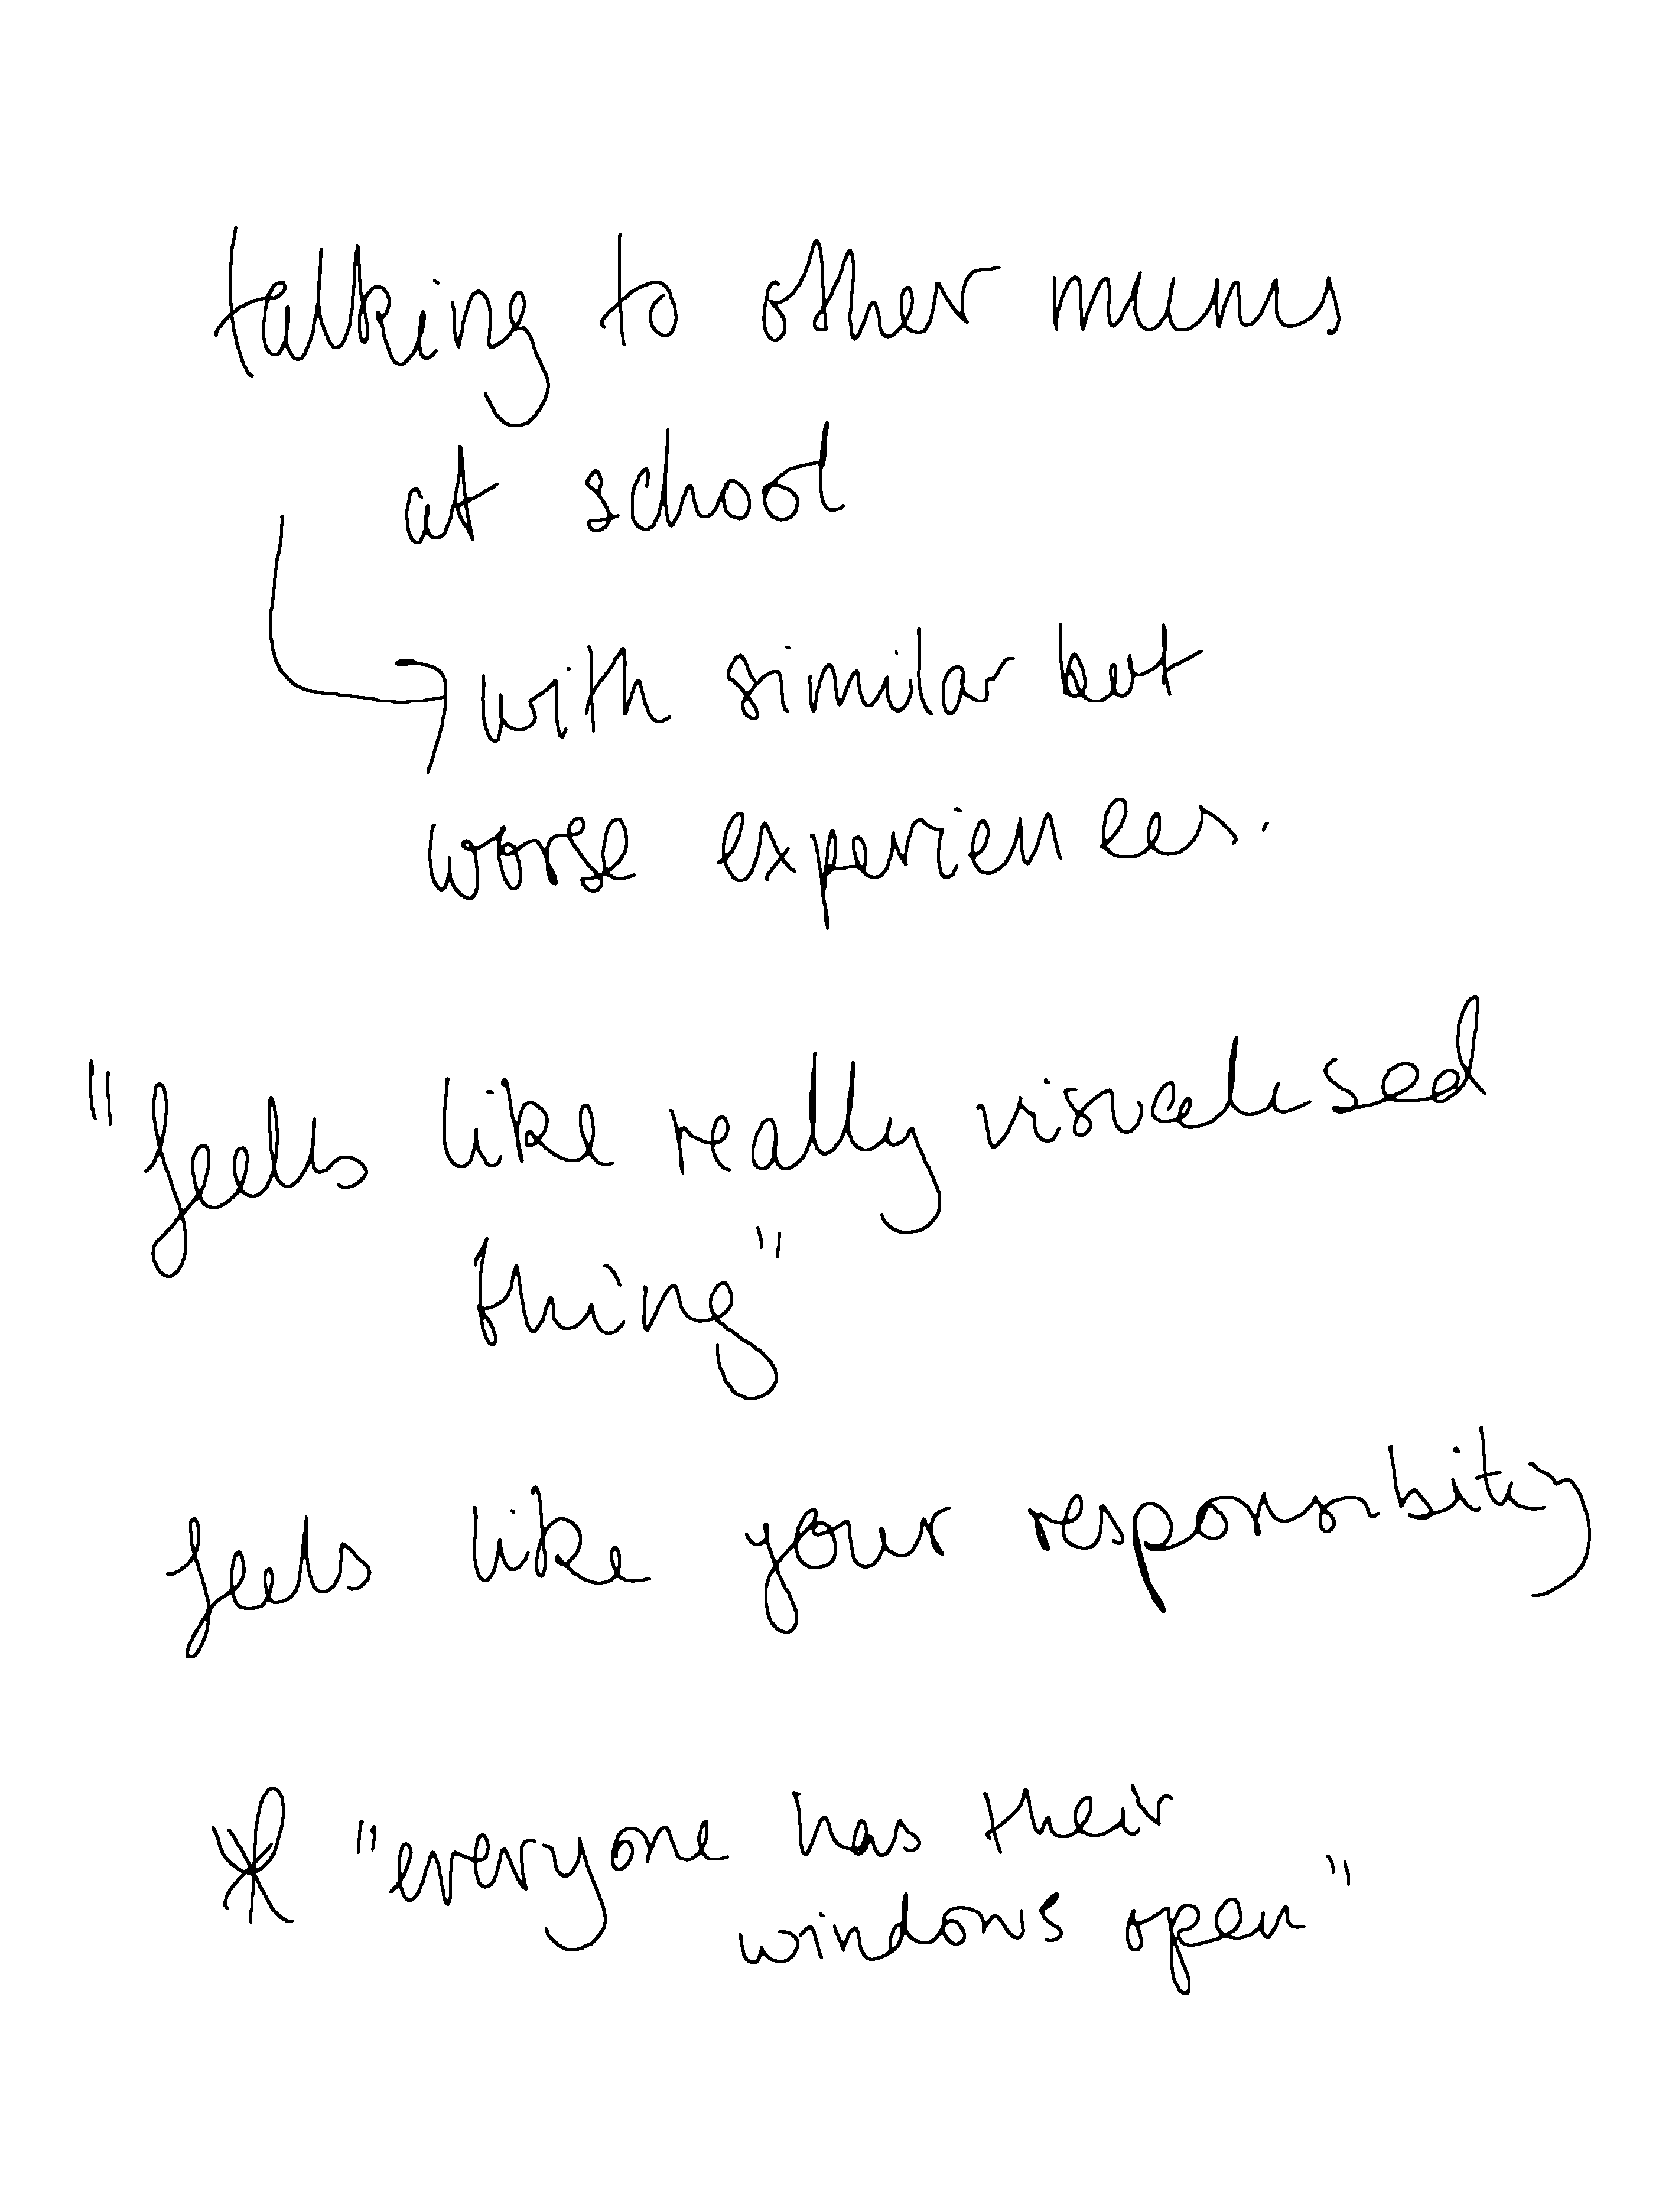 talking to other mums
at school
with similar but
worse experiences.
"feels like really visualised
thing"
feels like your responsibility
* "everyone has their
windows open"